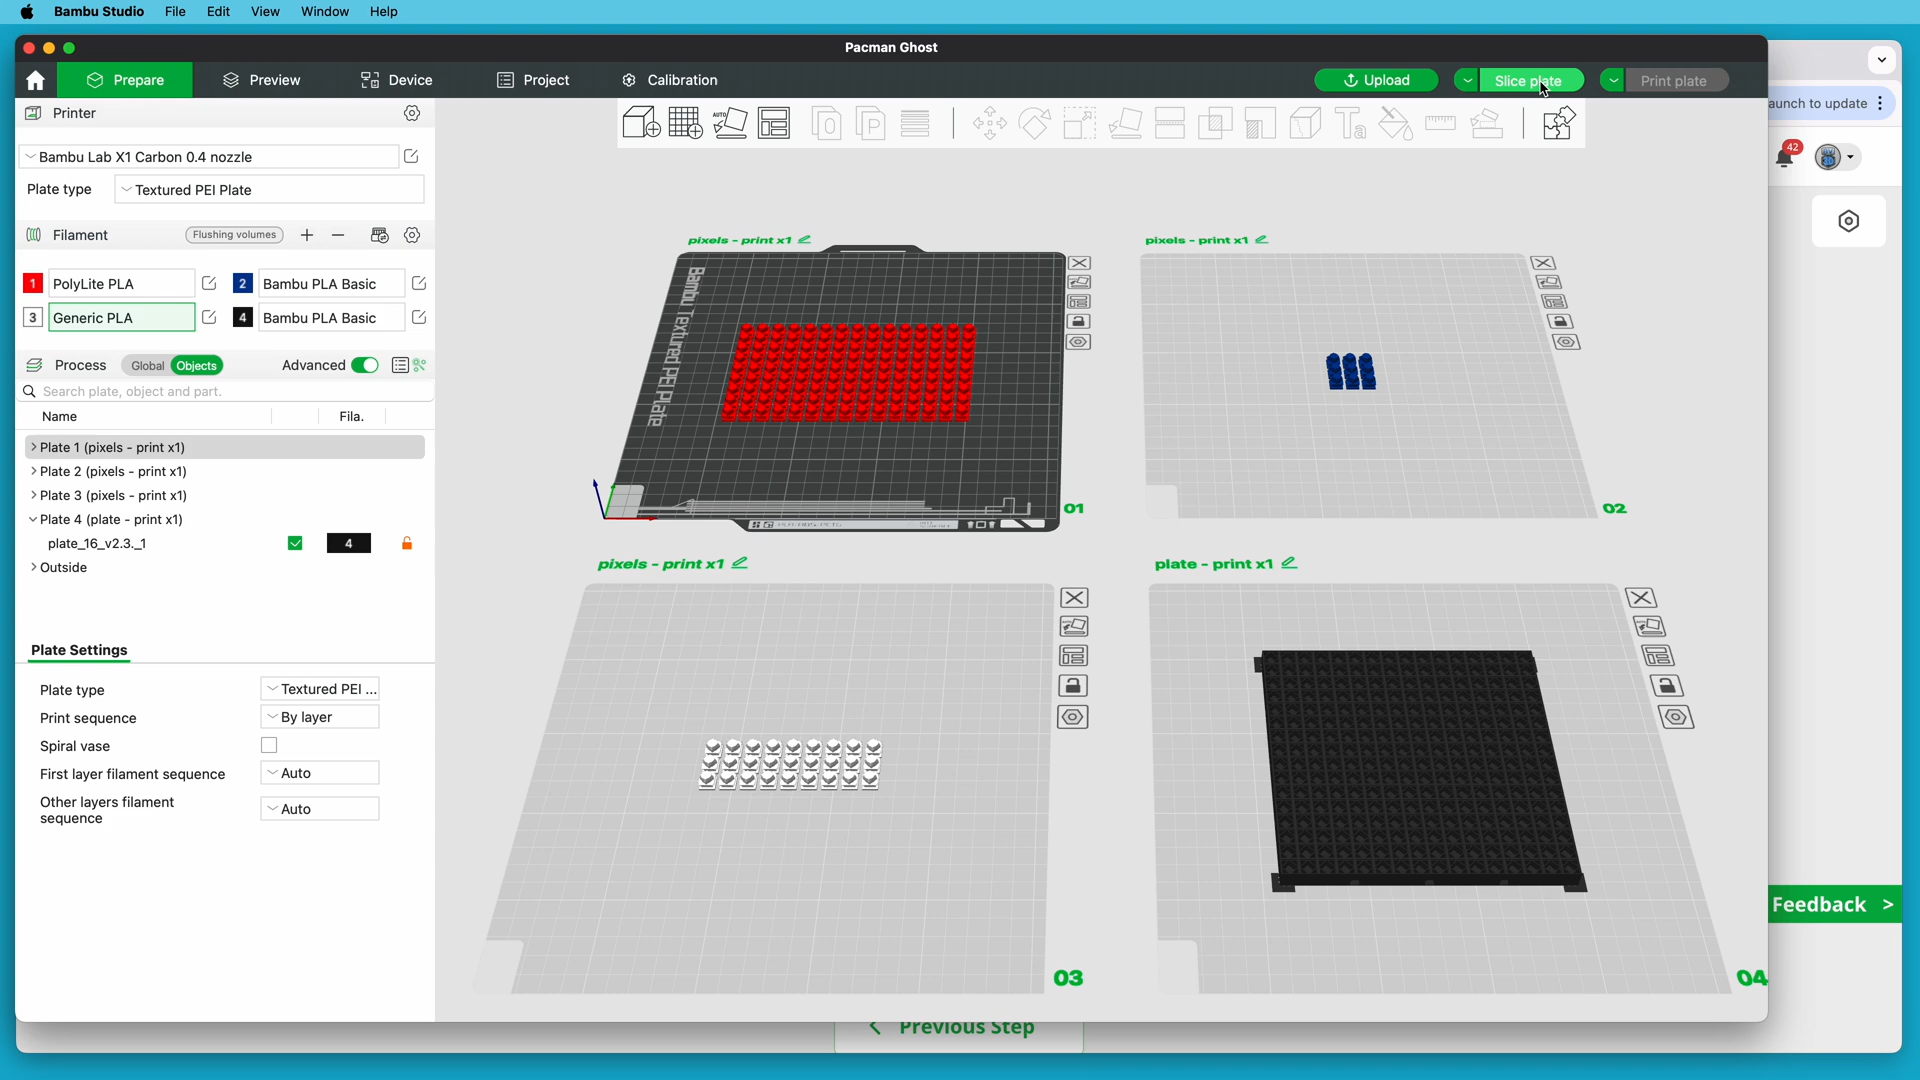 Bambu Studio File Edit View Window Help
Pacman Ghost
Prepare Preview Device Project Calibration Upload Slice plate Print plate
aunch to update
Printer
Bambu Lab X1 Carbon 0.4 nozzle
42
Plate type Textured PEI Plate
Filament Flushing volumes
1 PolyLite PLA 2 Bambu PLA Basic
3 Generic PLA 4 Bambu PLA Basic
Process Global Objects Advanced
Search plate, object and part.
Name Fila.
Plate 1 (pixels - print x1)
Plate 2 (pixels - print x1)
Plate 3 (pixels - print x1)
Plate 4 (plate - print x1)
plate_16_v2.3._1 4
Outside
Plate Settings
Plate type Textured PEI ...
Print sequence By layer
Spiral vase
First layer filament sequence Auto
Other layers filament
sequence Auto
AUTO
pixels - print x1
pixels - print x1
Bambu Textured PEI Plate
01
02
pixels - print x1
plate - print x1
03
04
Feedback >
Previous Step